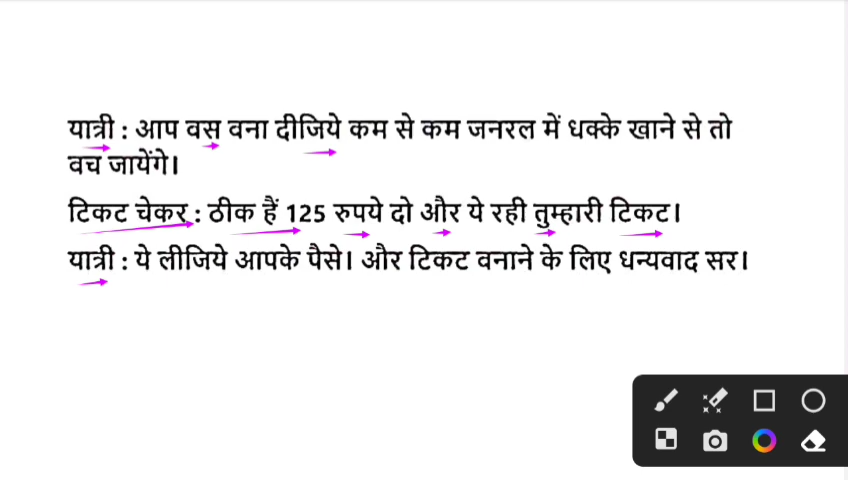 यात्री : आप वस वना दीजिये कम से कम जनरल में धक्के खाने से तो
वच जायेंगे।
टिकट चेकर : ठीक हैं 125 रुपये दो और ये रही तुम्हारी टिकट।
यात्री : ये लीजिये आपके पैसे। और टिकट वनाने के लिए धन्यवाद सर।